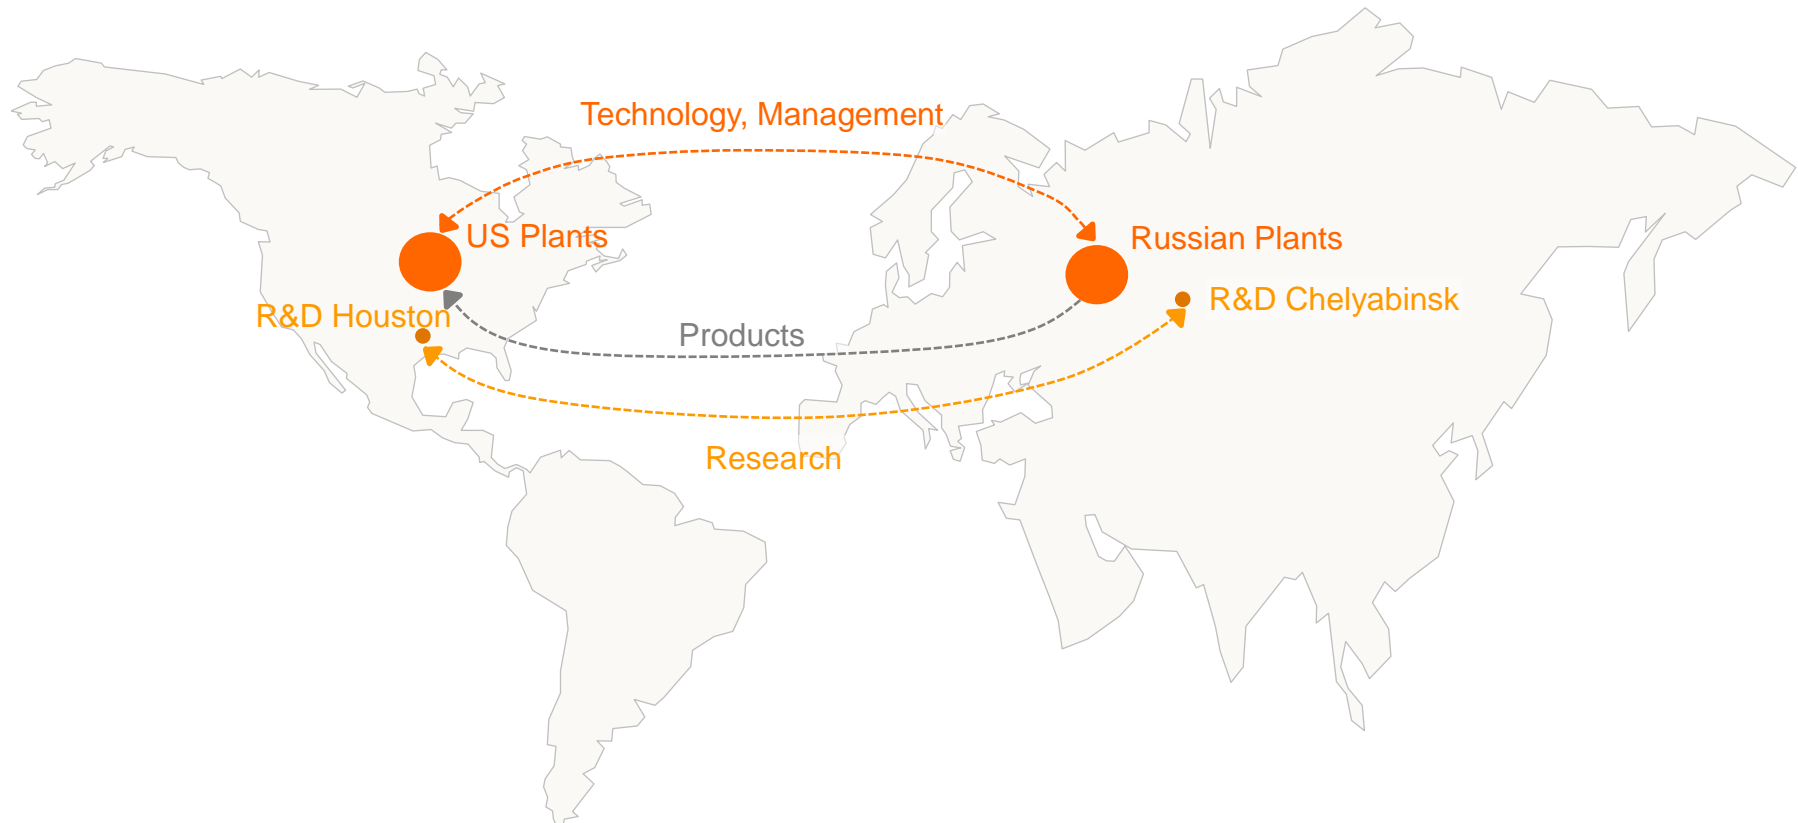 Technology, Management
US Plants
Russian Plants
R&D Houston
R&D Chelyabinsk
Products
Research